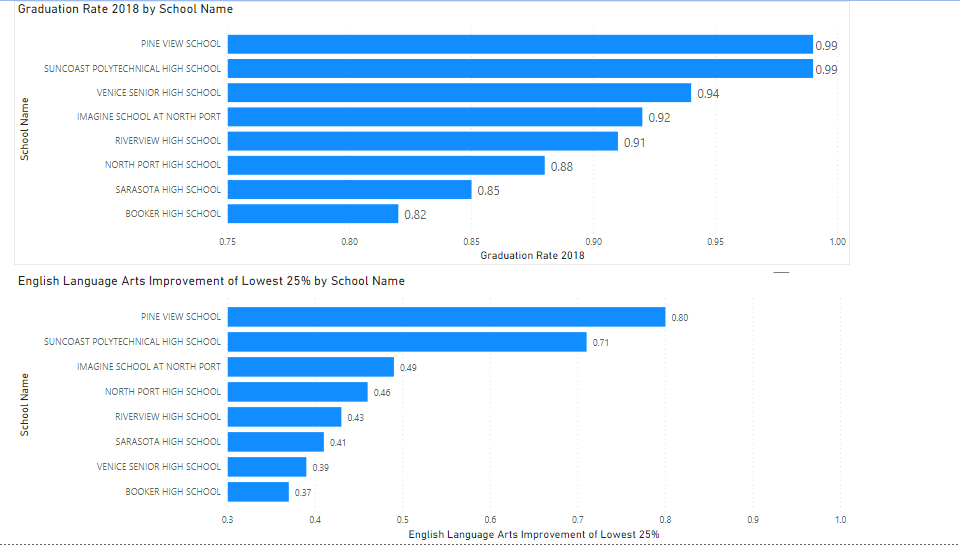 Graduation Rate 2018 by School Name
School Name
PINE VIEW SCHOOL 0.99
SUNCOAST POLYTECHNICAL HIGH SCHOOL 0.99
VENICE SENIOR HIGH SCHOOL 0.94
IMAGINE SCHOOL AT NORTH PORT 0.92
RIVERVIEW HIGH SCHOOL 0.91
NORTH PORT HIGH SCHOOL 0.88
SARASOTA HIGH SCHOOL 0.85
BOOKER HIGH SCHOOL 0.82
0.75 0.80 0.85 0.90 0.95 1.00
Graduation Rate 2018
English Language Arts Improvement of Lowest 25% by School Name
School Name
PINE VIEW SCHOOL 0.80
SUNCOAST POLYTECHNICAL HIGH SCHOOL 0.71
IMAGINE SCHOOL AT NORTH PORT 0.49
NORTH PORT HIGH SCHOOL 0.46
RIVERVIEW HIGH SCHOOL 0.43
SARASOTA HIGH SCHOOL 0.41
VENICE SENIOR HIGH SCHOOL 0.39
BOOKER HIGH SCHOOL 0.37
0.3 0.4 0.5 0.6 0.7 0.8 0.9 1.0
English Language Arts Improvement of Lowest 25%